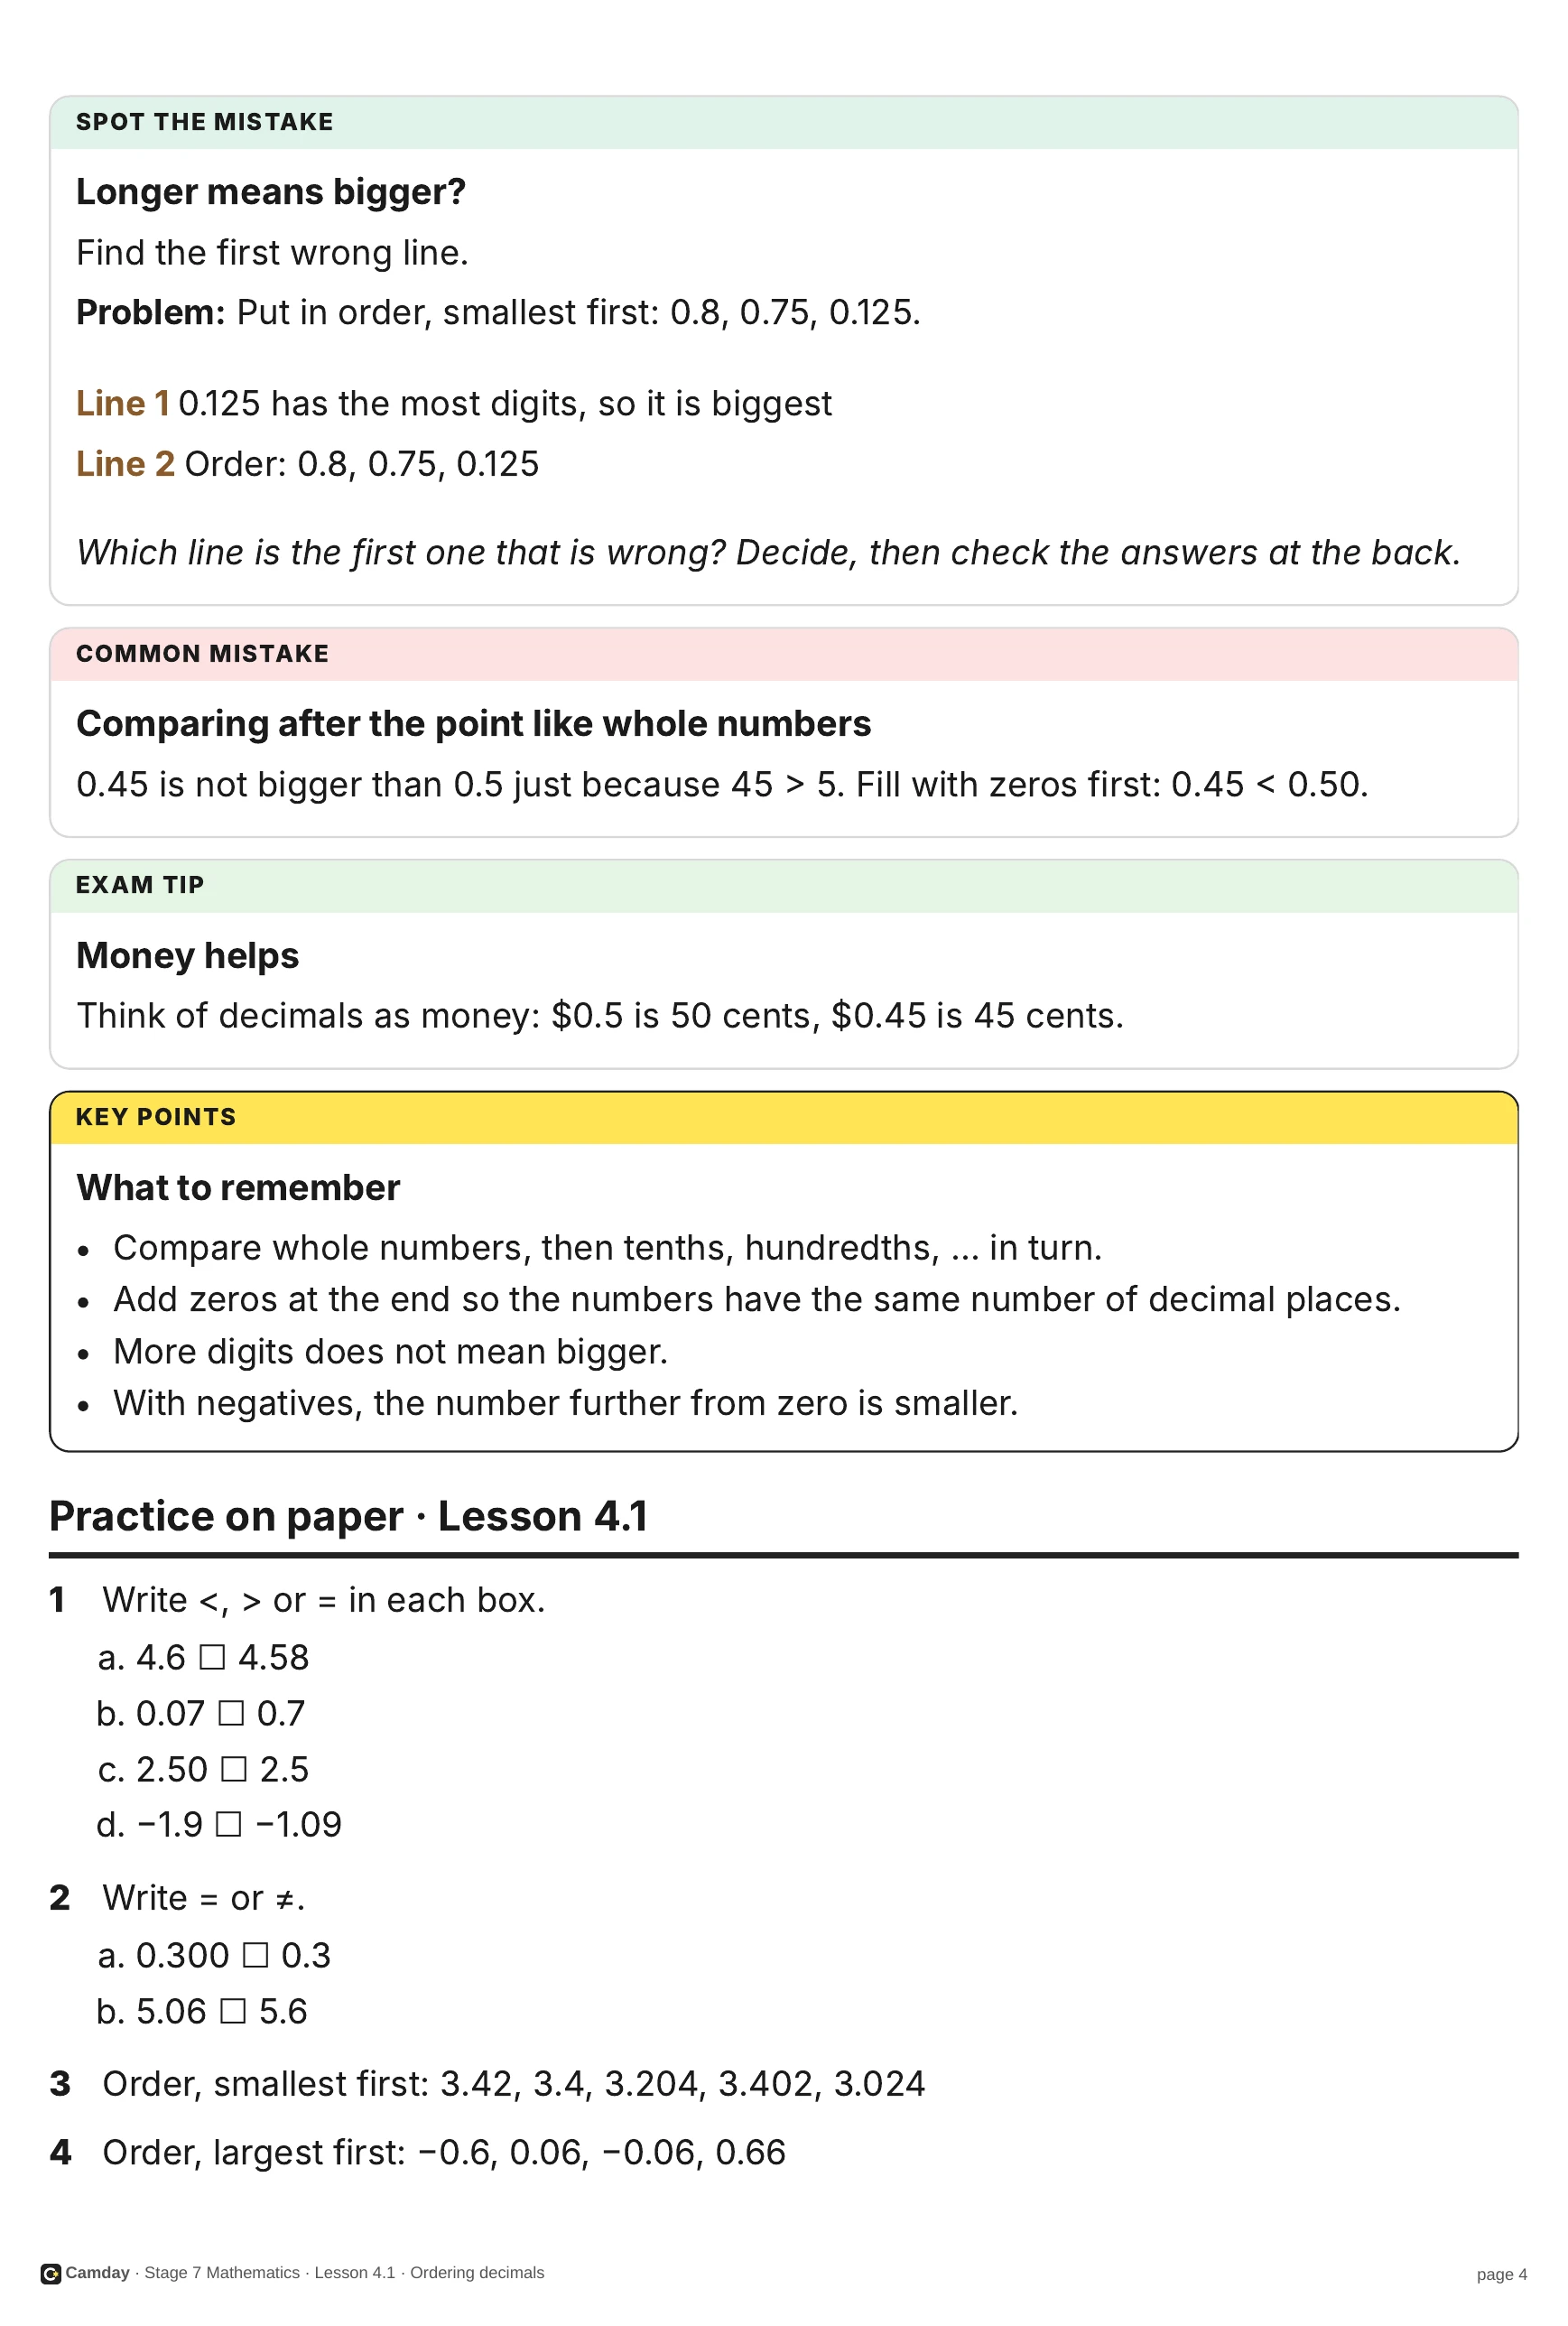 SPOT THE MISTAKE
Longer means bigger?
Find the first wrong line.
Problem: Put in order, smallest first: 0.8, 0.75, 0.125.
Line 1 0.125 has the most digits, so it is biggest
Line 2 Order: 0.8, 0.75, 0.125
Which line is the first one that is wrong? Decide, then check the answers at the back.
COMMON MISTAKE
Comparing after the point like whole numbers
0.45 is not bigger than 0.5 just because 45 > 5. Fill with zeros first: 0.45 < 0.50.
EXAM TIP
Money helps
Think of decimals as money: $0.5 is 50 cents, $0.45 is 45 cents.
KEY POINTS
What to remember
• Compare whole numbers, then tenths, hundredths, … in turn.
• Add zeros at the end so the numbers have the same number of decimal places.
• More digits does not mean bigger.
• With negatives, the number further from zero is smaller.
Practice on paper · Lesson 4.1
1 Write <, > or = in each box.
a. 4.6 □ 4.58
b. 0.07 □ 0.7
c. 2.50 □ 2.5
d. −1.9 □ −1.09
2 Write = or ≠.
a. 0.300 □ 0.3
b. 5.06 □ 5.6
3 Order, smallest first: 3.42, 3.4, 3.204, 3.402, 3.024
4 Order, largest first: −0.6, 0.06, −0.06, 0.66
Camday · Stage 7 Mathematics · Lesson 4.1 · Ordering decimals
page 4